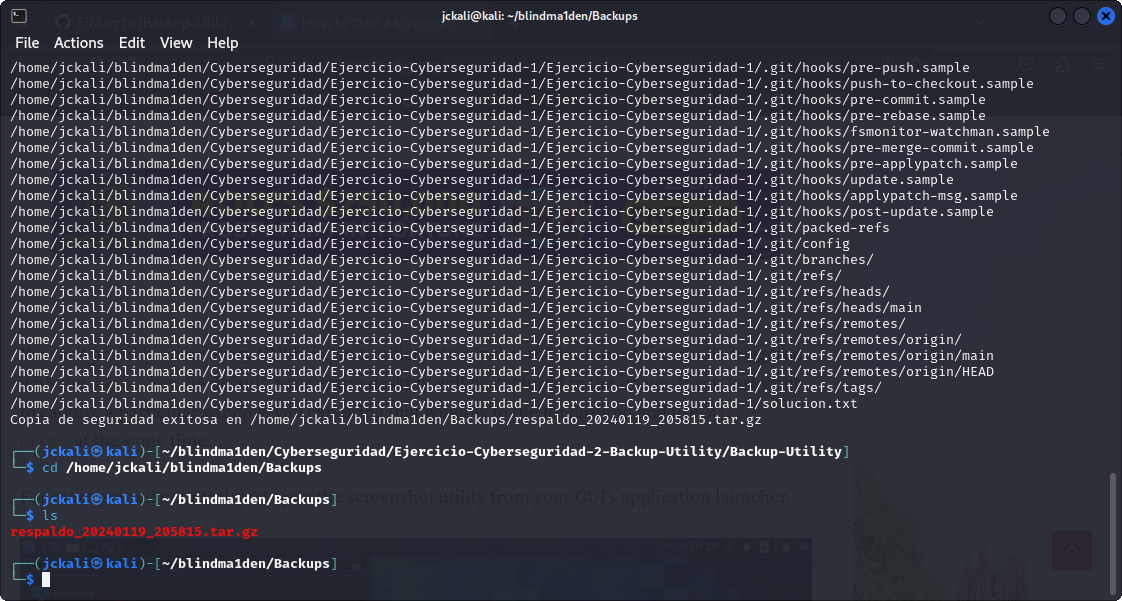 ElMarche/Backup-Utilit
How to take a screen
jckali@kali: ~/blindma1den/Backups
File Actions Edit View Help
/home/jckali/blindma1den/Cyberseguridad/Ejercicio-Cyberseguridad-1/Ejercicio-Cyberseguridad-1/.git/hooks/pre-push.sample
/home/jckali/blindma1den/Cyberseguridad/Ejercicio-Cyberseguridad-1/Ejercicio-Cyberseguridad-1/.git/hooks/push-to-checkout.sample
/home/jckali/blindma1den/Cyberseguridad/Ejercicio-Cyberseguridad-1/Ejercicio-Cyberseguridad-1/.git/hooks/pre-commit.sample
/home/jckali/blindma1den/Cyberseguridad/Ejercicio-Cyberseguridad-1/Ejercicio-Cyberseguridad-1/.git/hooks/pre-rebase.sample
/home/jckali/blindma1den/Cyberseguridad/Ejercicio-Cyberseguridad-1/Ejercicio-Cyberseguridad-1/.git/hooks/fsmonitor-watchman.sample
/home/jckali/blindma1den/Cyberseguridad/Ejercicio-Cyberseguridad-1/Ejercicio-Cyberseguridad-1/.git/hooks/pre-merge-commit.sample
/home/jckali/blindma1den/Cyberseguridad/Ejercicio-Cyberseguridad-1/Ejercicio-Cyberseguridad-1/.git/hooks/pre-applypatch.sample
/home/jckali/blindma1den/Cyberseguridad/Ejercicio-Cyberseguridad-1/Ejercicio-Cyberseguridad-1/.git/hooks/update.sample
/home/jckali/blindma1den/Cyberseguridad/Ejercicio-Cyberseguridad-1/Ejercicio-Cyberseguridad-1/.git/hooks/applypatch-msg.sample
/home/jckali/blindma1den/Cyberseguridad/Ejercicio-Cyberseguridad-1/Ejercicio-Cyberseguridad-1/.git/hooks/post-update.sample
/home/jckali/blindma1den/Cyberseguridad/Ejercicio-Cyberseguridad-1/Ejercicio-Cyberseguridad-1/.git/packed-refs
/home/jckali/blindma1den/Cyberseguridad/Ejercicio-Cyberseguridad-1/Ejercicio-Cyberseguridad-1/.git/config
/home/jckali/blindma1den/Cyberseguridad/Ejercicio-Cyberseguridad-1/Ejercicio-Cyberseguridad-1/.git/branches/
/home/jckali/blindma1den/Cyberseguridad/Ejercicio-Cyberseguridad-1/Ejercicio-Cyberseguridad-1/.git/refs/
/home/jckali/blindma1den/Cyberseguridad/Ejercicio-Cyberseguridad-1/Ejercicio-Cyberseguridad-1/.git/refs/heads/
/home/jckali/blindma1den/Cyberseguridad/Ejercicio-Cyberseguridad-1/Ejercicio-Cyberseguridad-1/.git/refs/heads/main
/home/jckali/blindma1den/Cyberseguridad/Ejercicio-Cyberseguridad-1/Ejercicio-Cyberseguridad-1/.git/refs/remotes/
/home/jckali/blindma1den/Cyberseguridad/Ejercicio-Cyberseguridad-1/Ejercicio-Cyberseguridad-1/.git/refs/remotes/origin/
/home/jckali/blindma1den/Cyberseguridad/Ejercicio-Cyberseguridad-1/Ejercicio-Cyberseguridad-1/.git/refs/remotes/origin/main
/home/jckali/blindma1den/Cyberseguridad/Ejercicio-Cyberseguridad-1/Ejercicio-Cyberseguridad-1/.git/refs/remotes/origin/HEAD
/home/jckali/blindma1den/Cyberseguridad/Ejercicio-Cyberseguridad-1/Ejercicio-Cyberseguridad-1/.git/refs/tags/
/home/jckali/blindma1den/Cyberseguridad/Ejercicio-Cyberseguridad-1/Ejercicio-Cyberseguridad-1/solucion.txt
Copia de seguridad exitosa en /home/jckali/blindma1den/Backups/respaldo_20240119_205815.tar.gz
at the same time.
┌──(jckali㉿kali)-[~/blindma1den/Cyberseguridad/Ejercicio-Cyberseguridad-2-Backup-Utility/Backup-Utility]
└─$ cd /home/jckali/blindma1den/Backups
┌──(jckali㉿kali)-[~/blindma1den/Backups]
screenshot utility from your GUI's application launcher.
└─$ ls
respaldo_20240119_205815.tar.gz
┌──(jckali㉿kali)-[~/blindma1den/Backups]
└─$